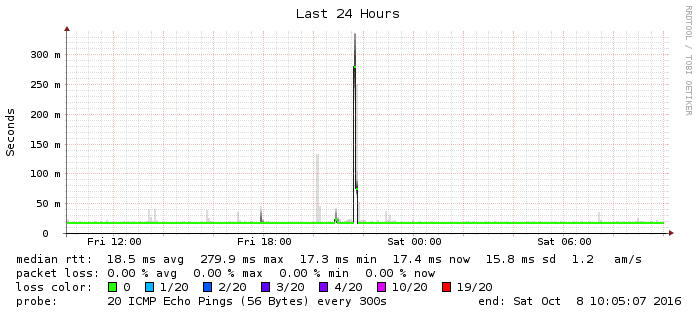 Last 24 Hours
RRDTOOL / TOBI OETIKER
Seconds
300 m
250 m
200 m
150 m
100 m
50 m
0
Fri 12:00 Fri 18:00 Sat 00:00 Sat 06:00
median rtt: 18.5 ms avg 279.9 ms max 17.3 ms min 17.4 ms now 15.8 ms sd 1.2 am/s
packet loss: 0.00 % avg 0.00 % max 0.00 % min 0.00 % now
loss color: 0 1/20 2/20 3/20 4/20 10/20 19/20
probe: 20 ICMP Echo Pings (56 Bytes) every 300s end: Sat Oct 8 10:05:07 2016